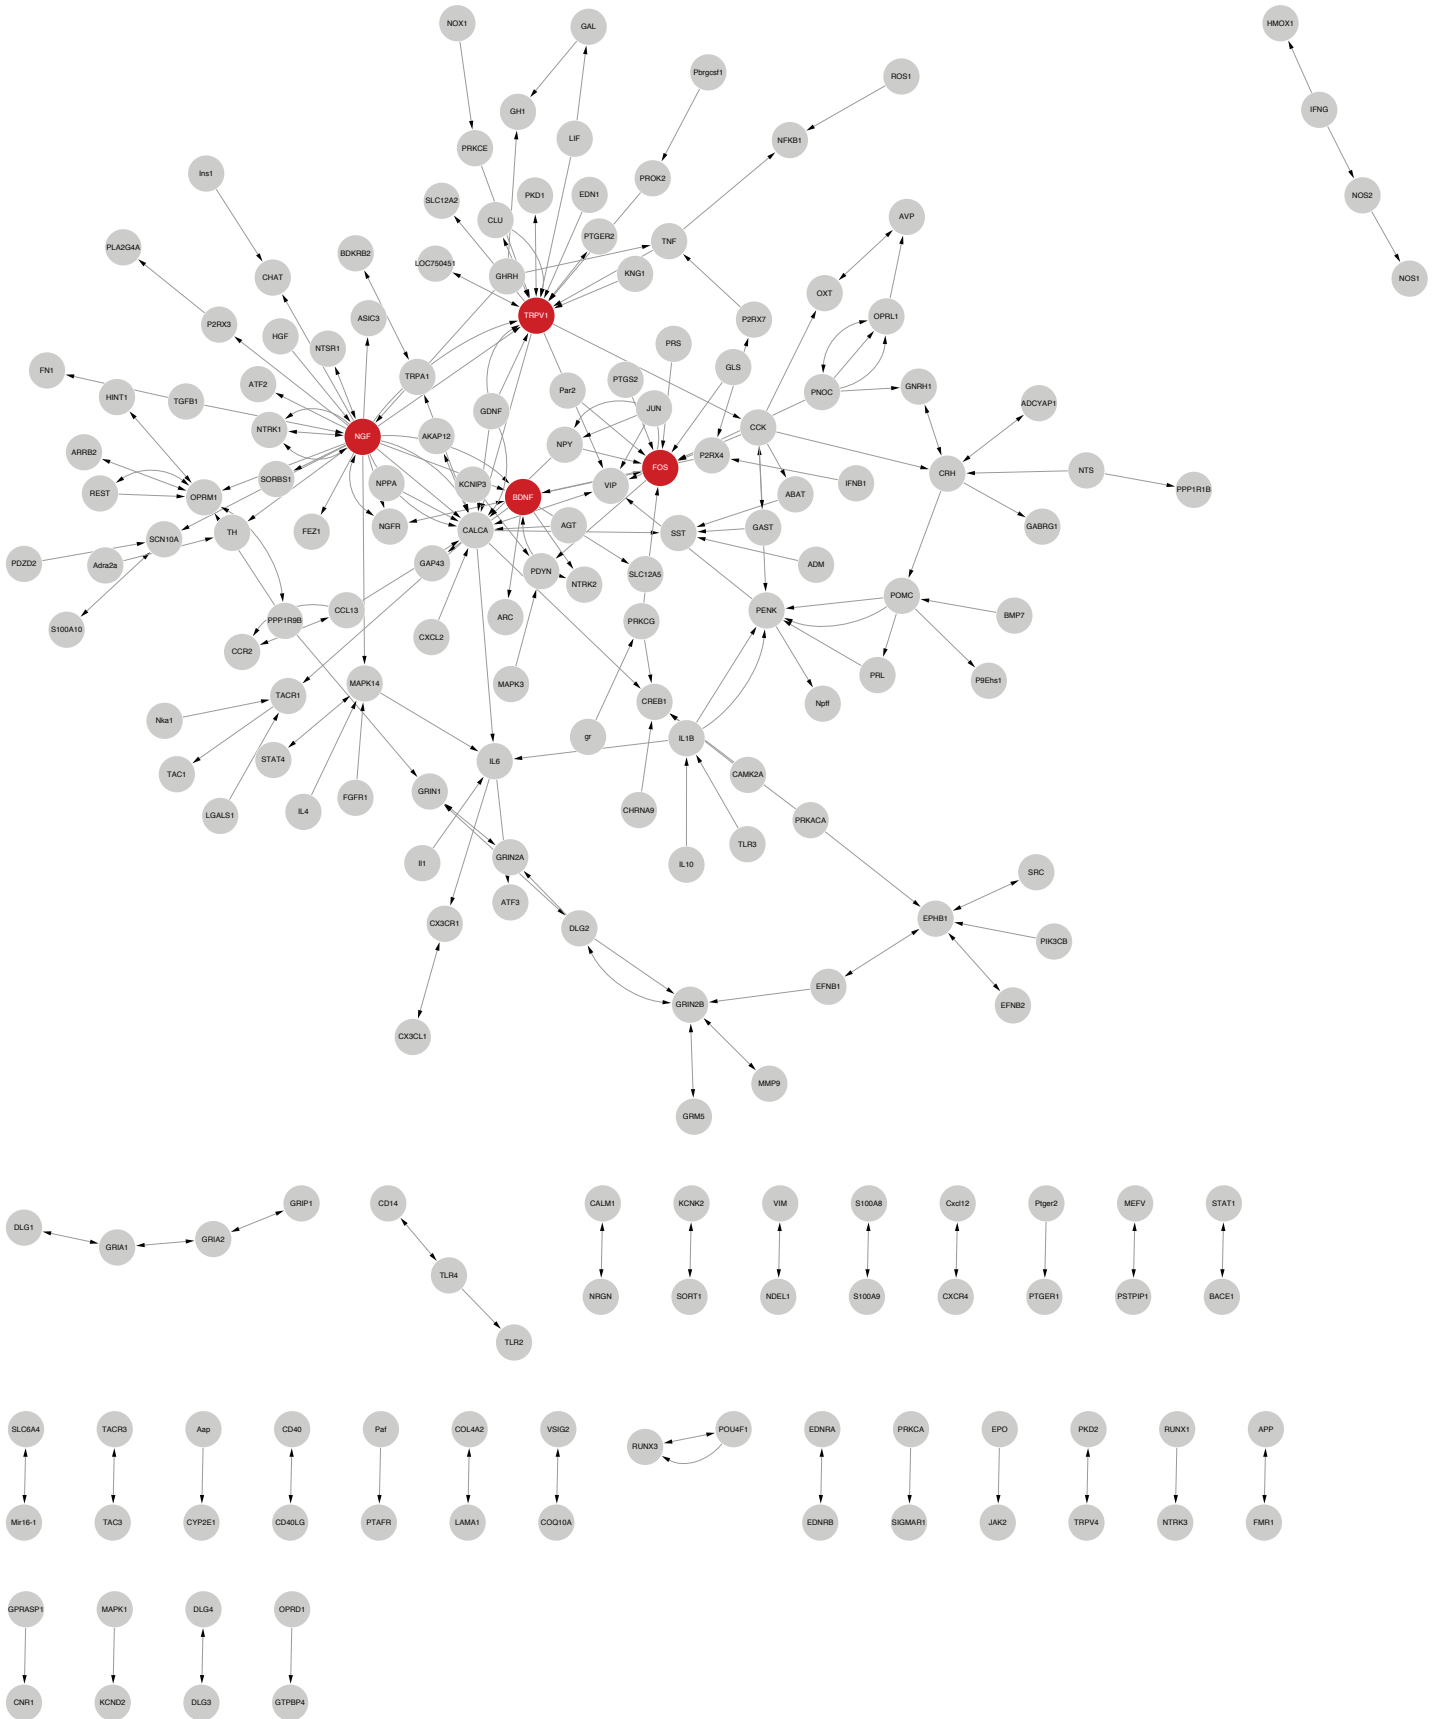 NOX1
GAL
HMOX1
Pbrgcsf1
ROS1
GH1
IFNG
LIF
NFKB1
PRKCE
Ins1
PROK2
SLC12A2
PKD1
EDN1
NOS2
CLU
AVP
PTGER2
TNF
PLA2G4A
BDKRB2
LOC750451
CHAT
GHRH
KNG1
NOS1
OXT
TRPV1
OPRL1
P2RX3
ASIC3
P2RX7
HGF
NTSR1
PRS
FN1
GLS
TRPA1
PTGS2
ATF2
Par2
PNOC
GNRH1
HINT1
TGFB1
ADCYAP1
GDNF
JUN
NTRK1
NGF
AKAP12
CCK
NPY
P2RX4
ARRB2
FOS
NTS
CRH
SORBS1
NPPA
KCNIP3
VIP
IFNB1
REST
OPRM1
BDNF
ABAT
PPP1R1B
FEZ1
NGFR
CALCA
AGT
GAST
GABRG1
TH
SST
SCN10A
PDZD2
Adra2a
GAP43
PDYN
SLC12A5
ADM
NTRK2
POMC
CCL13
PENK
PPP1R9B
ARC
BMP7
S100A10
PRKCG
CXCL2
CCR2
PRL
P9Ehs1
MAPK14
MAPK3
TACR1
CREB1
Npff
Nka1
gr
IL1B
STAT4
IL6
TAC1
CAMK2A
GRIN1
FGFR1
IL4
LGALS1
CHRNA9
PRKACA
TLR3
GRIN2A
Il1
IL10
SRC
ATF3
CX3CR1
EPHB1
DLG2
PIK3CB
EFNB1
GRIN2B
EFNB2
CX3CL1
MMP9
GRM5
GRIP1
CD14
CALM1
KCNK2
VIM
S100A8
Cxcl12
Ptger2
MEFV
STAT1
DLG1
GRIA2
GRIA1
TLR4
NRGN
SORT1
NDEL1
S100A9
CXCR4
PTGER1
PSTPIP1
BACE1
TLR2
SLC6A4
TACR3
Aap
CD40
Paf
COL4A2
VSIG2
POU4F1
EDNRA
PRKCA
EPO
PKD2
RUNX1
APP
RUNX3
Mir16-1
TAC3
CYP2E1
CD40LG
PTAFR
LAMA1
COQ10A
EDNRB
SIGMAR1
JAK2
TRPV4
NTRK3
FMR1
GPRASP1
MAPK1
DLG4
OPRD1
CNR1
KCND2
DLG3
GTPBP4